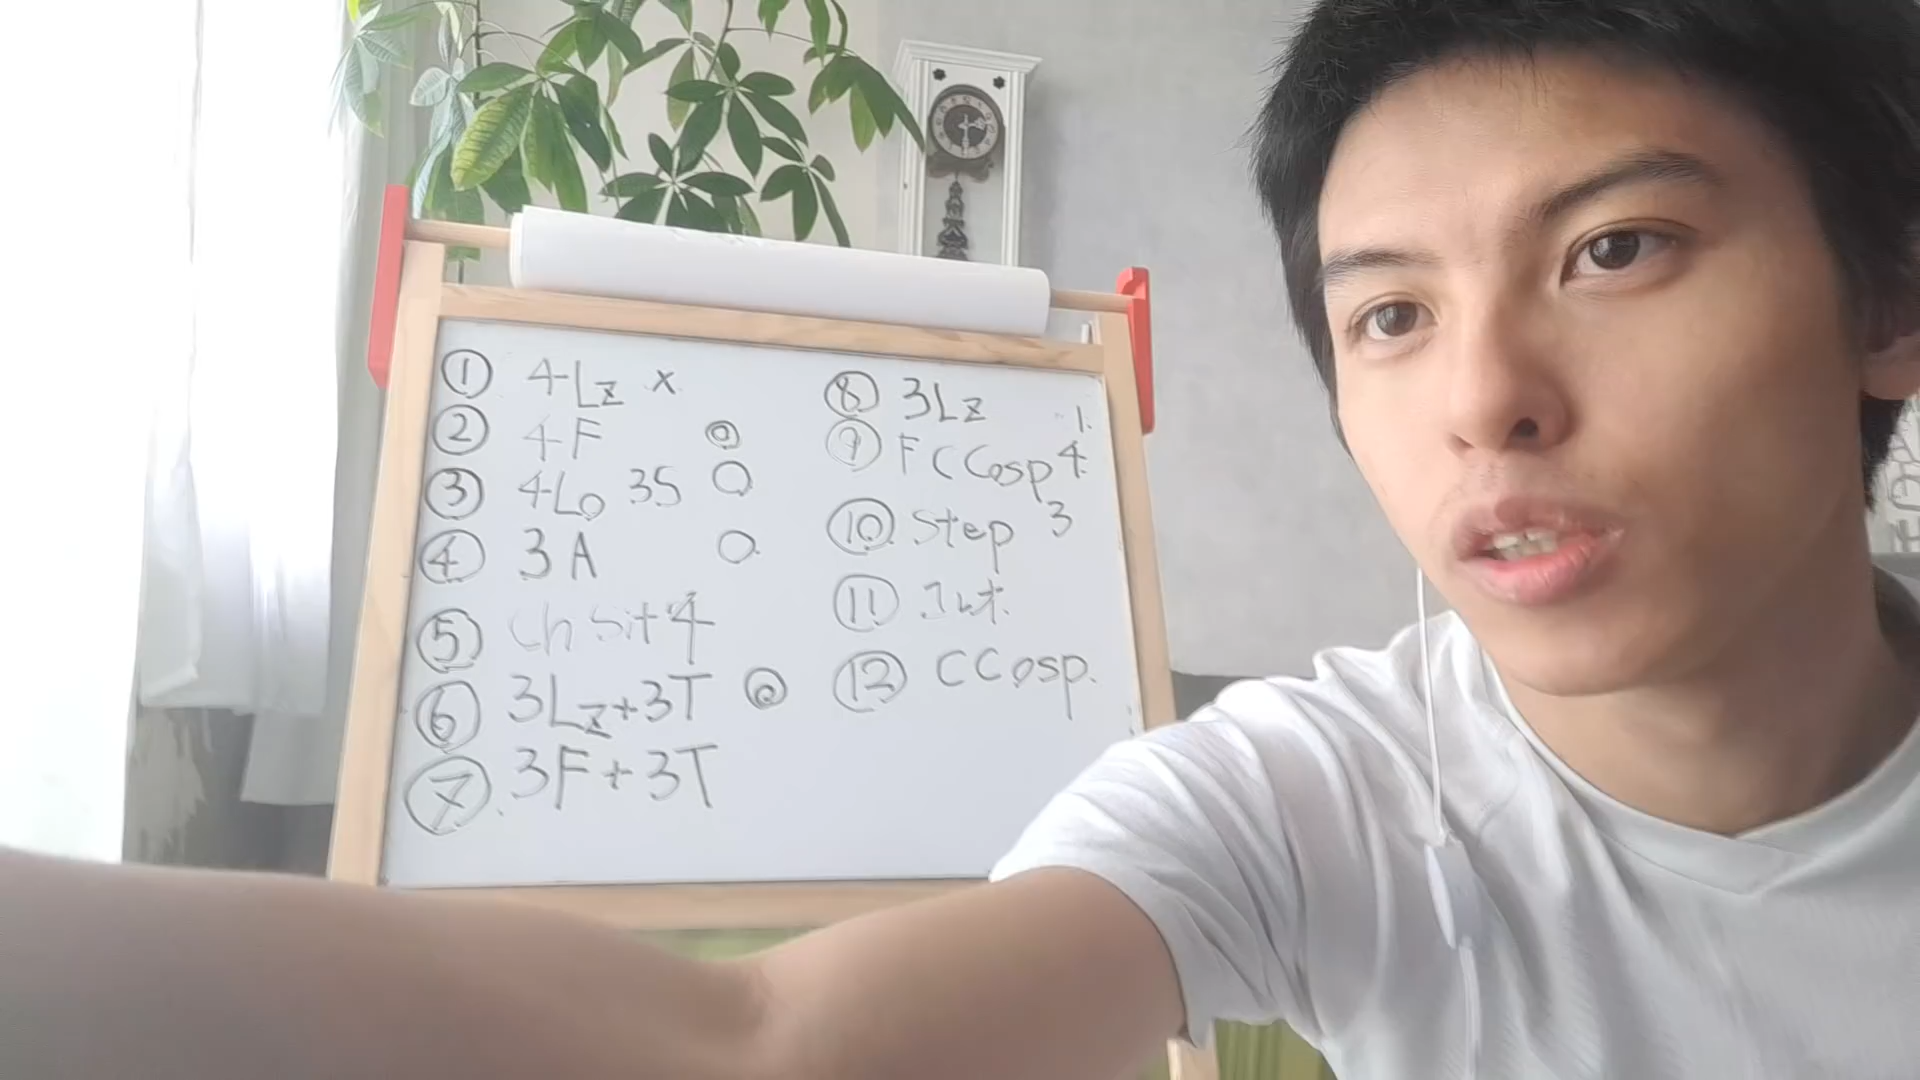 ① 4Lz ×
② 4F ◎
③ 4Lo 3S ○
④ 3A ○
⑤ Ch Sit 4
⑥ 3Lz+3T ◎
⑦ 3F+3T
⑧ 3Lz
⑨ FCCosp 4
⑩ Step 3
⑪ コレオ
⑫ CCosp.